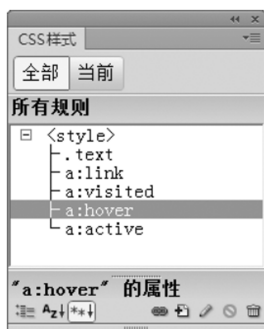 CSS样式
全部 当前
所有规则
<style>
.text
a:link
a:visited
a:hover
a:active
"a:hover" 的属性